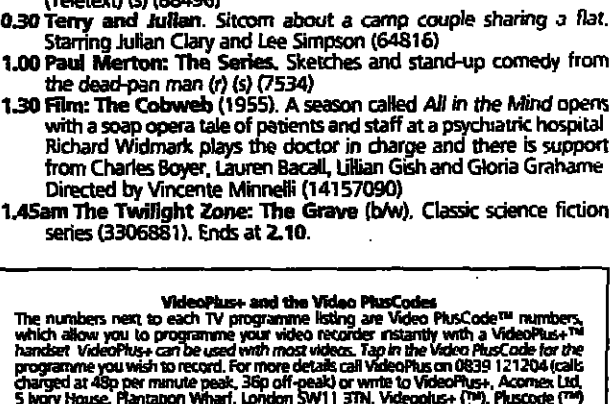 (Teletext) (s) (68496)
0.30 Terry and Julian. Sitcom about a camp couple sharing a flat.
Starring Julian Clary and Lee Simpson (64816)
1.00 Paul Merton: The Series. Sketches and stand-up comedy from
the dead-pan man (r) (s) (7534)
1.30 Film: The Cobweb (1955). A season called All in the Mind opens
with a soap opera tale of patients and staff at a psychiatric hospital
Richard Widmark plays the doctor in charge and there is support
from Charles Boyer, Lauren Bacall, Lillian Gish and Gloria Grahame
Directed by Vincente Minnelli (14157090)
1.45am The Twilight Zone: The Grave (b/w). Classic science fiction
series (3306881). Ends at 2.10.
VideoPlus+ and the Video PlusCodes
The numbers next to each TV programme listing are Video PlusCode™ numbers,
which allow you to programme your video recorder instantly with a VideoPlus+™
handset VideoPlus+ can be used with most videos. Tap in the Video PlusCode for the
programme you wish to record. For more details call VideoPlus on 0839 121204 (calls
charged at 48p per minute peak, 36p off-peak) or write to VideoPlus+, Acomex Ltd,
5 Ivory House, Plantation Wharf, London SW11 3TN. Videoplus+ (™), Pluscode (™)